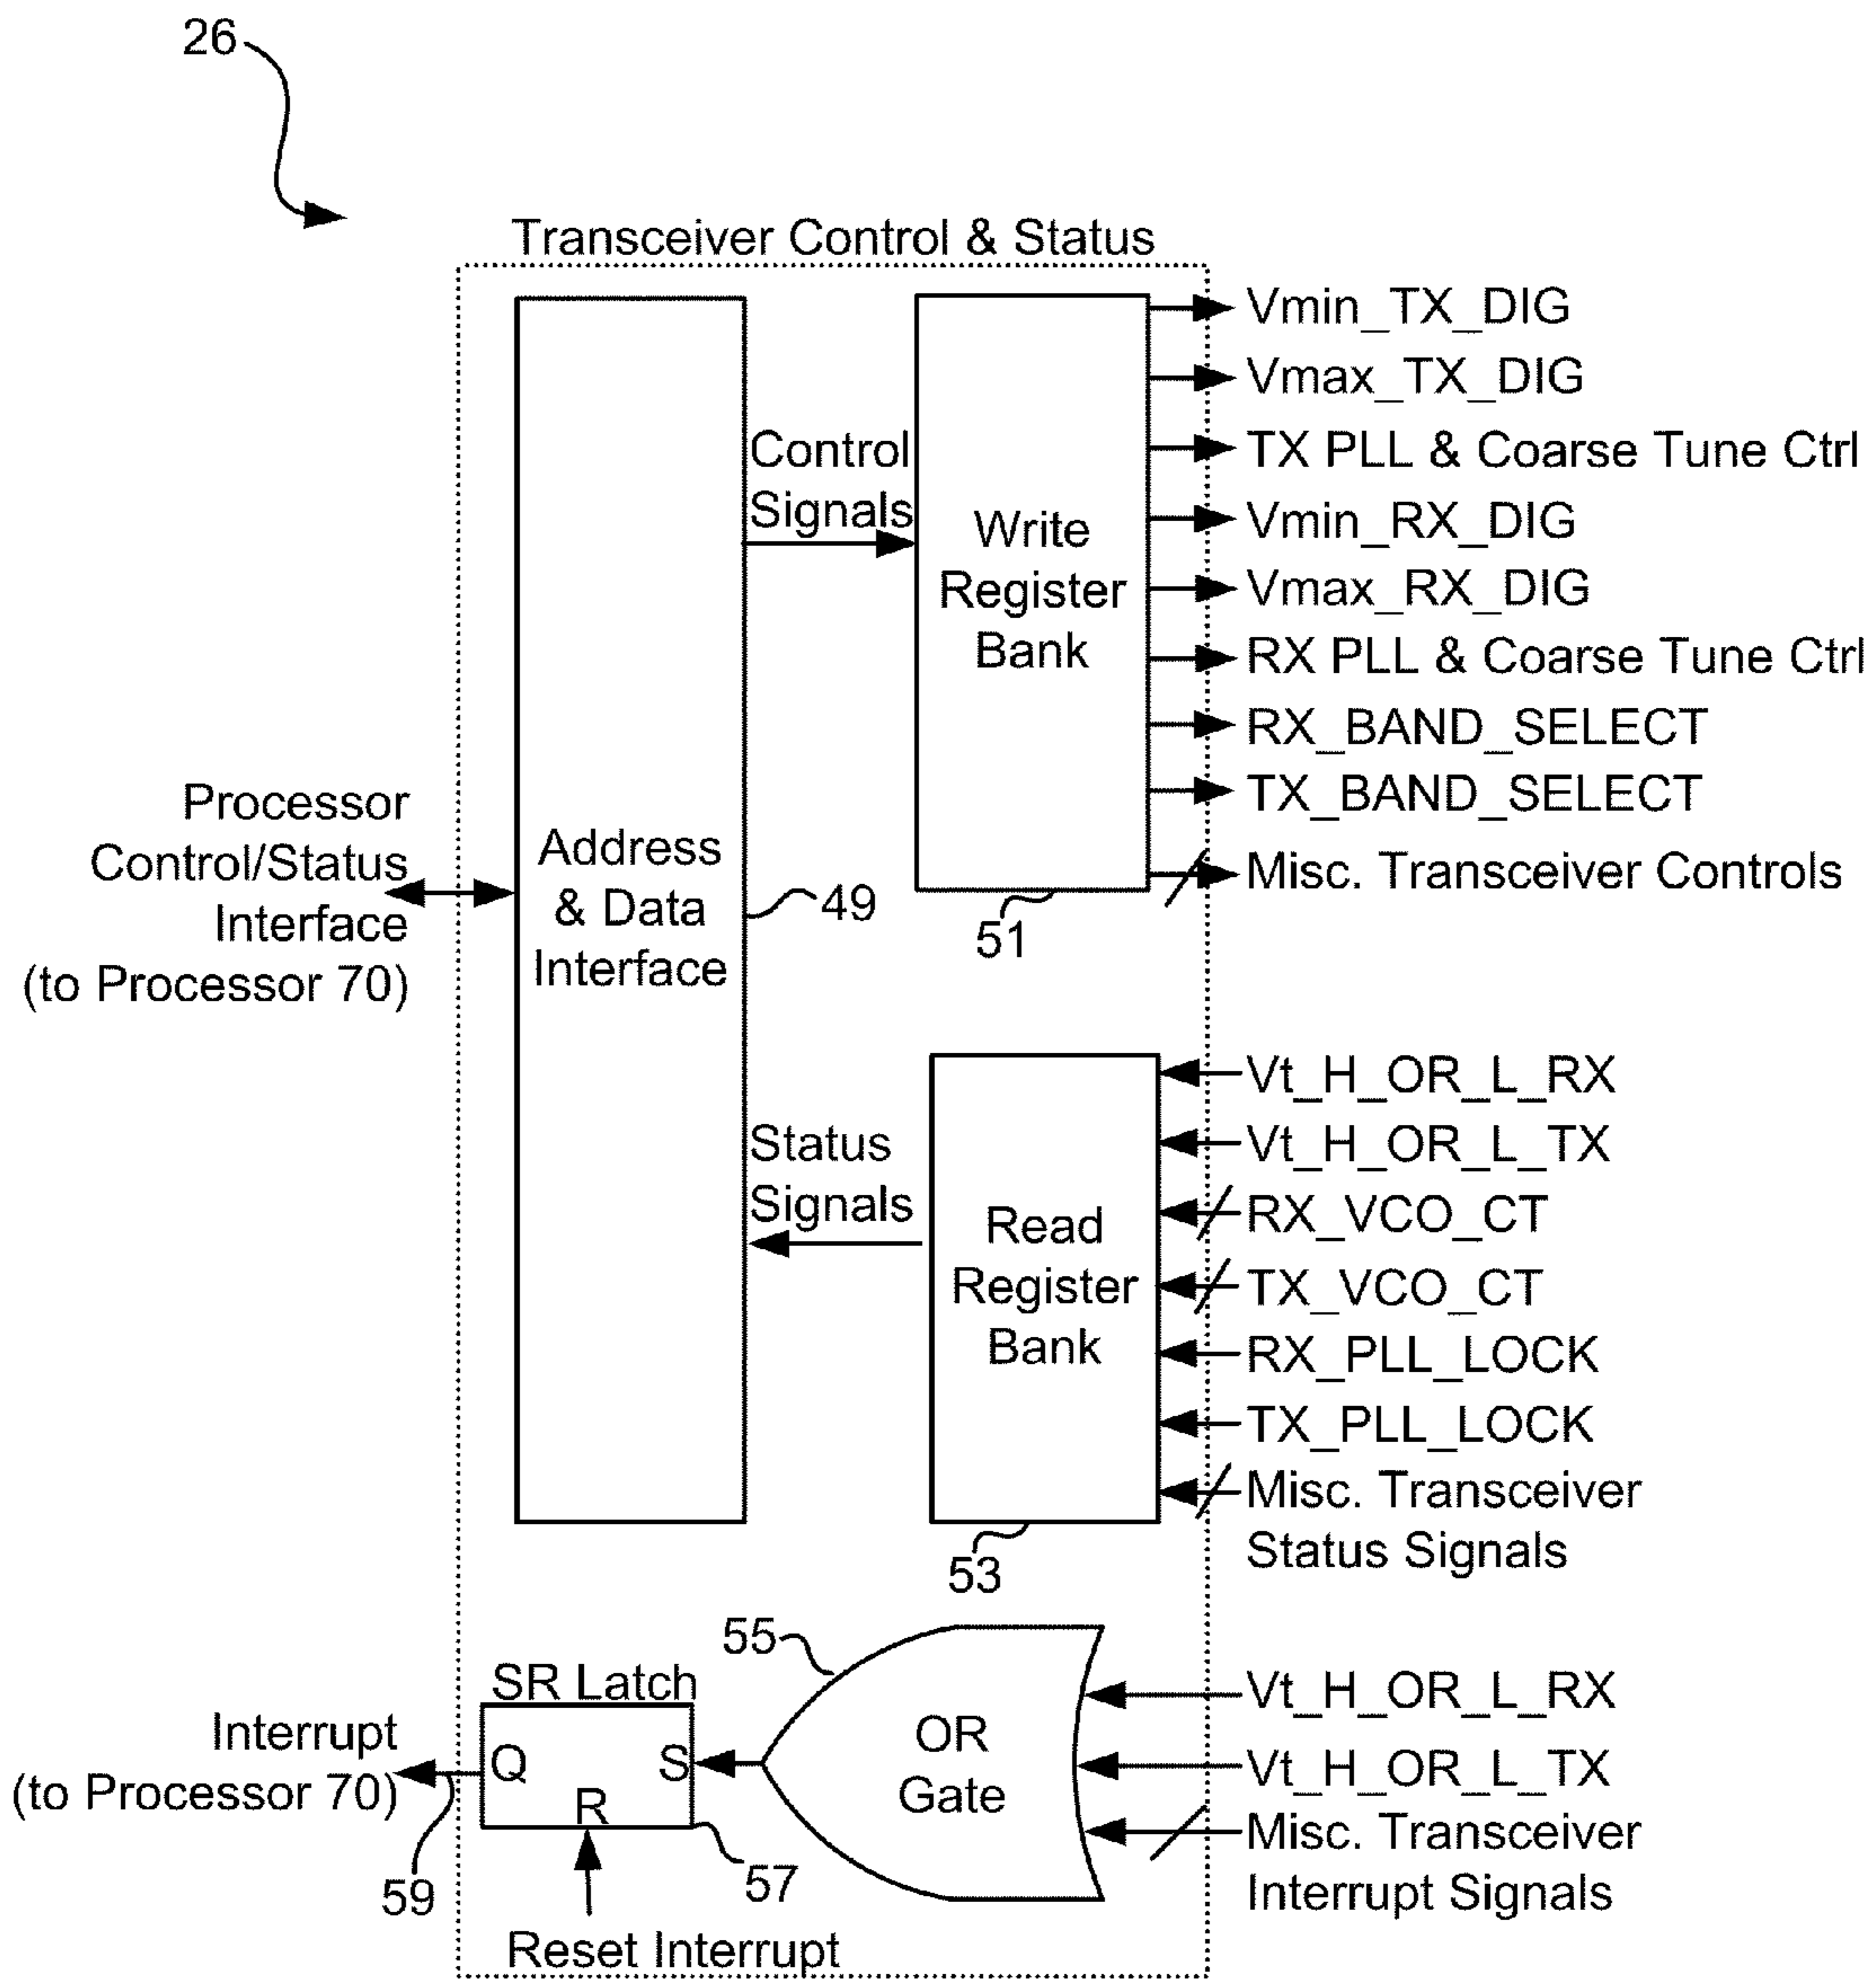 26
Transceiver Control & Status
Vmin_TX_DIG
Vmax_TX_DIG
TX PLL & Coarse Tune Ctrl
Vmin_RX_DIG
Vmax_RX_DIG
RX PLL & Coarse Tune Ctrl
RX_BAND_SELECT
TX_BAND_SELECT
Misc. Transceiver Controls
Control
Signals
Write
Register
Bank
51
Processor
Control/Status
Interface
(to Processor 70)
Address
& Data
Interface
49
Status
Signals
Read
Register
Bank
53
Vt_H_OR_L_RX
Vt_H_OR_L_TX
RX_VCO_CT
TX_VCO_CT
RX_PLL_LOCK
TX_PLL_LOCK
Misc. Transceiver
Status Signals
55
SR Latch
Interrupt
(to Processor 70)
Q
S
R
OR
Gate
Vt_H_OR_L_RX
Vt_H_OR_L_TX
Misc. Transceiver
Interrupt Signals
59
57
Reset Interrupt